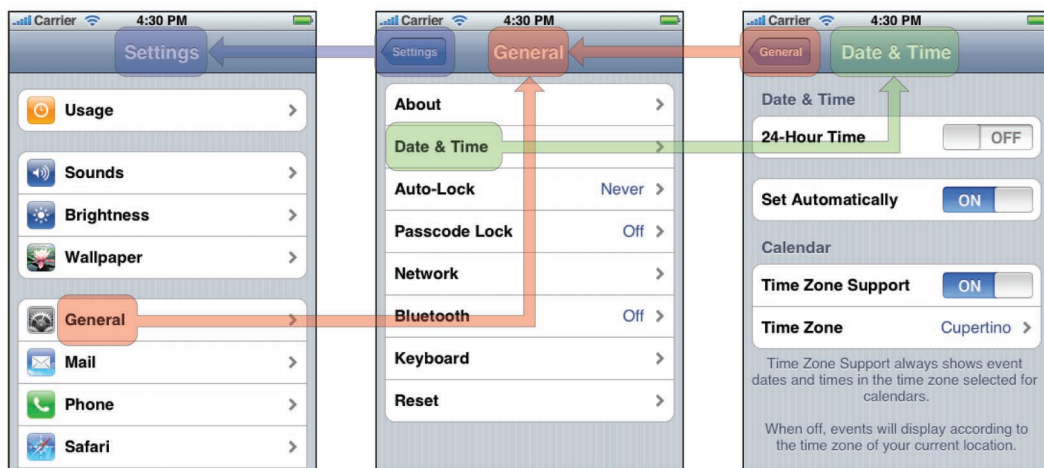 Carrier 4:30 PM
Settings
Usage
Sounds
Brightness
Wallpaper
General
Mail
Phone
Safari
Carrier 4:30 PM
Settings General
About
Date & Time
Auto-Lock Never
Passcode Lock Off
Network
Bluetooth Off
Keyboard
Reset
Carrier 4:30 PM
General Date & Time
Date & Time
24-Hour Time OFF
Set Automatically ON
Calendar
Time Zone Support ON
Time Zone Cupertino
Time Zone Support always shows event
dates and times in the time zone selected for
calendars.
When off, events will display according to
the time zone of your current location.